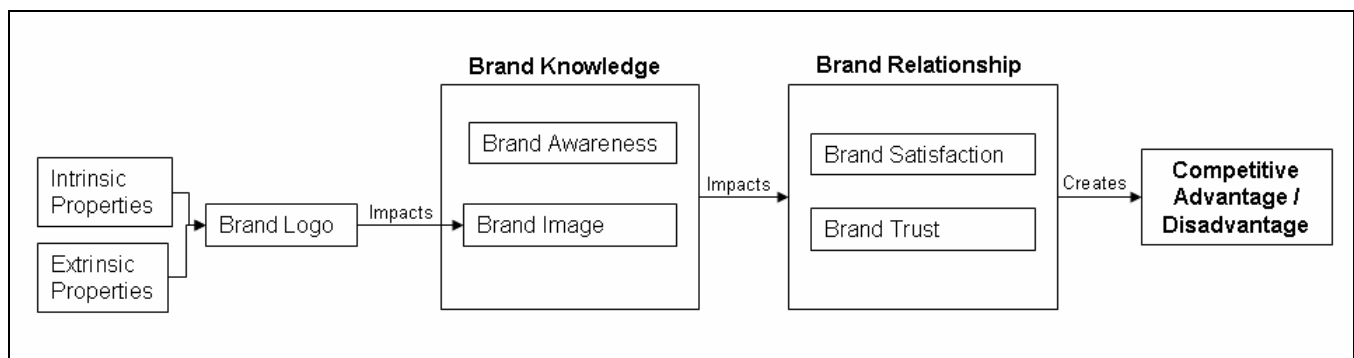 Intrinsic
Properties
Extrinsic
Properties
Brand Logo
Impacts
Brand Knowledge
Brand Awareness
Brand Image
Impacts
Brand Relationship
Brand Satisfaction
Brand Trust
Creates
Competitive
Advantage /
Disadvantage